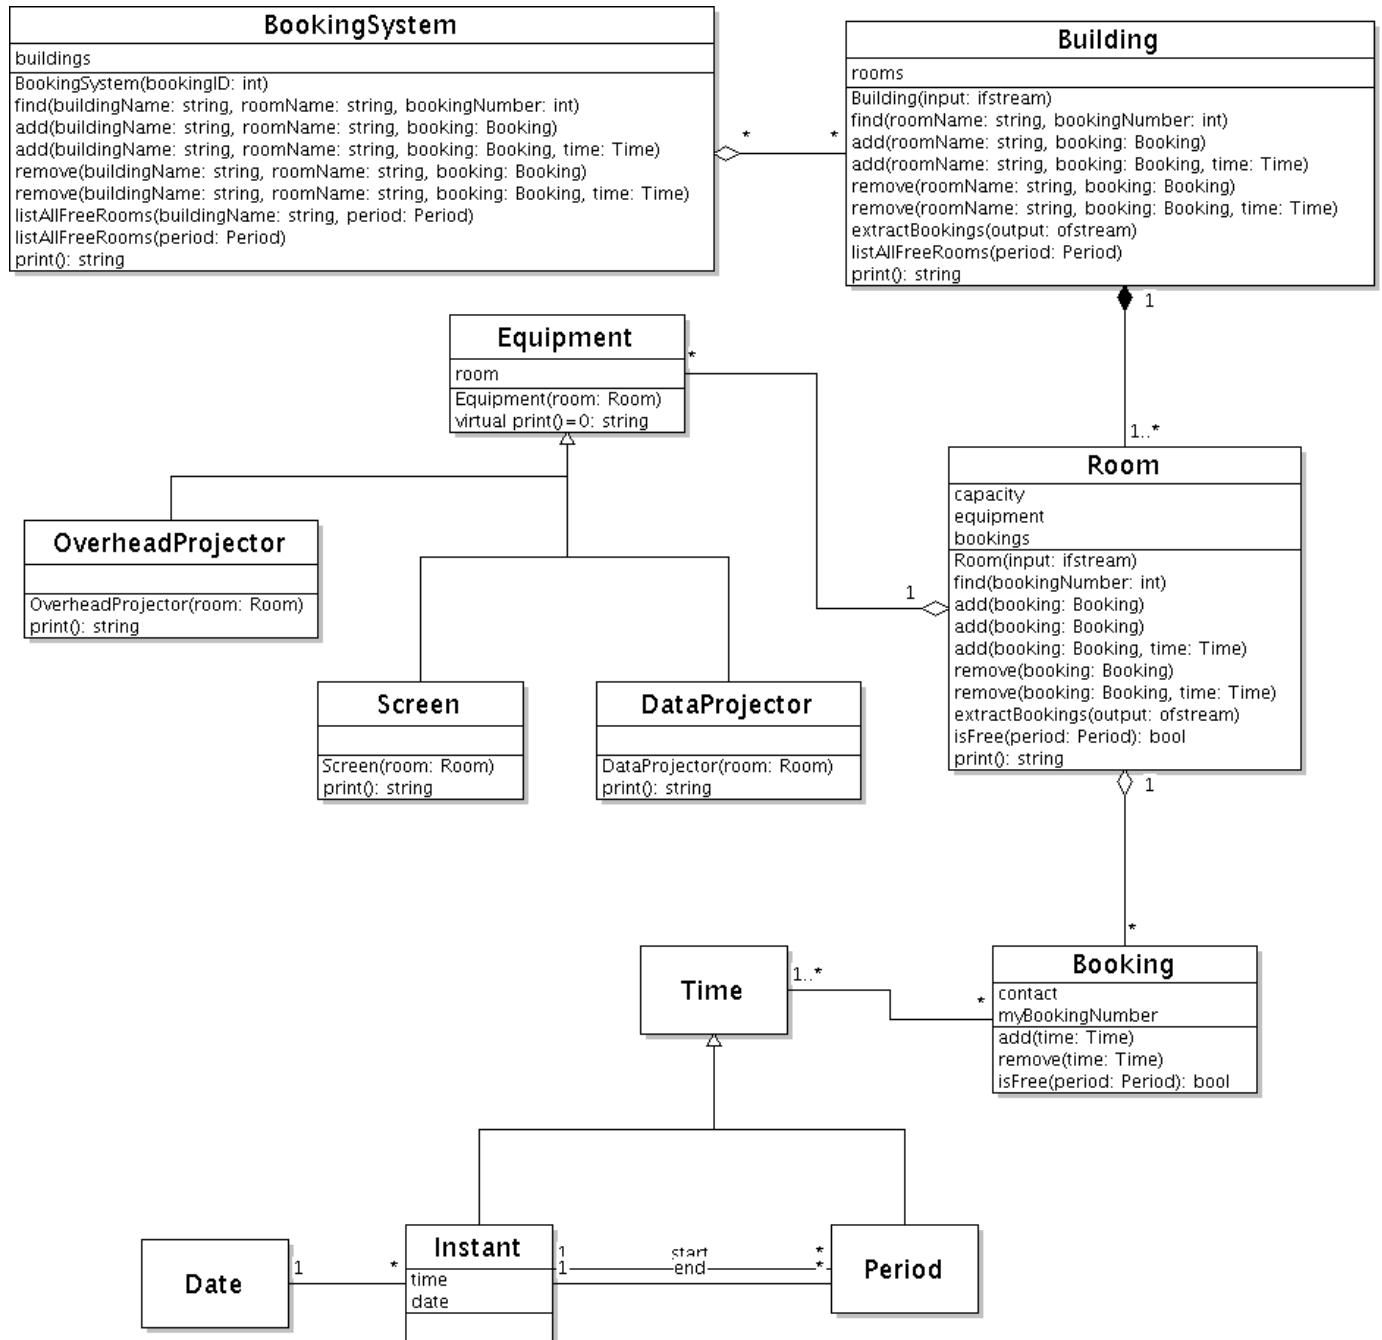 BookingSystem
buildings
BookingSystem(bookingID: int)
find(buildingName: string, roomName: string, bookingNumber: int)
add(buildingName: string, roomName: string, booking: Booking)
add(buildingName: string, roomName: string, booking: Booking, time: Time)
remove(buildingName: string, roomName: string, booking: Booking)
remove(buildingName: string, roomName: string, booking: Booking, time: Time)
listAllFreeRooms(buildingName: string, period: Period)
listAllFreeRooms(period: Period)
print(): string
* *
Building
rooms
Building(input: ifstream)
find(roomName: string, bookingNumber: int)
add(roomName: string, booking: Booking)
add(roomName: string, booking: Booking, time: Time)
remove(roomName: string, booking: Booking)
remove(roomName: string, booking: Booking, time: Time)
extractBookings(output: ofstream)
listAllFreeRooms(period: Period)
print(): string
1
1..*
Equipment
room
Equipment(room: Room)
virtual print()=0: string
*
1
OverheadProjector
OverheadProjector(room: Room)
print(): string
Screen
Screen(room: Room)
print(): string
DataProjector
DataProjector(room: Room)
print(): string
Room
capacity
equipment
bookings
Room(input: ifstream)
find(bookingNumber: int)
add(booking: Booking)
add(booking: Booking)
add(booking: Booking, time: Time)
remove(booking: Booking)
remove(booking: Booking, time: Time)
extractBookings(output: ofstream)
isFree(period: Period): bool
print(): string
1
*
Time
1..*
*
Booking
contact
myBookingNumber
add(time: Time)
remove(time: Time)
isFree(period: Period): bool
Date
1 *
Instant
time
date
1 start *
1 end *
Period